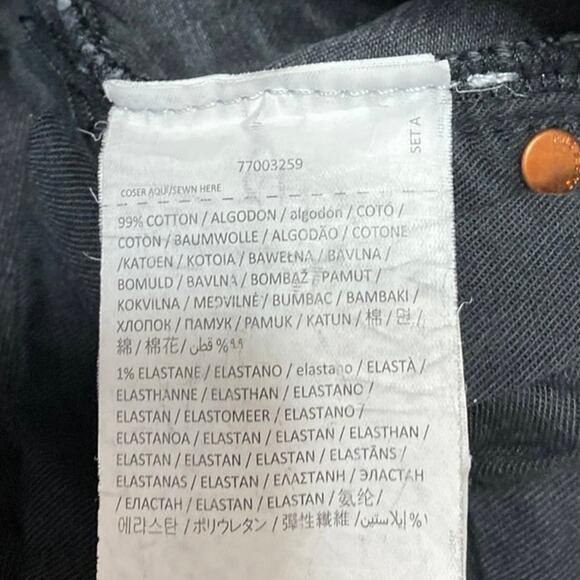 SET A
77003259
COSER AQUI/SEWN HERE
99% COTTON / ALGODON / algodón / COTÓ /
COTON / BAUMWOLLE / ALGODÃO / COTONE
/KATOEN / KOTOIA / BAWEŁNA / BAVLNA /
BOMULD / BAVLNA / BOMBAŽ / PAMUT /
KOKVILNA / MEDVILNĖ / BUMBAC / BAMBAKI /
ХЛОПОК / ПАМУК / PAMUK / KATUN / 棉 / 면 /
綿 / 棉花 / قطن %٩٩
1% ELASTANE / ELASTANO / elastano / ELASTÀ /
ELASTHANNE / ELASTHAN / ELASTANO /
ELASTAN / ELASTOMEER / ELASTANO /
ELASTANOA / ELASTAN / ELASTAN / ELASTHAN /
ELASTAN / ELASTAN / ELASTAN / ELASTĀNS /
ELASTANAS / ELASTAN / ΕΛΑΣΤΑΝΗ / ЭЛАСТАН
/ ЕЛАСТАН / ELASTAN / ELASTAN / 氨纶 /
에라스탄 / ポリウレタン / 彈性纖維 / إيلاستين %١